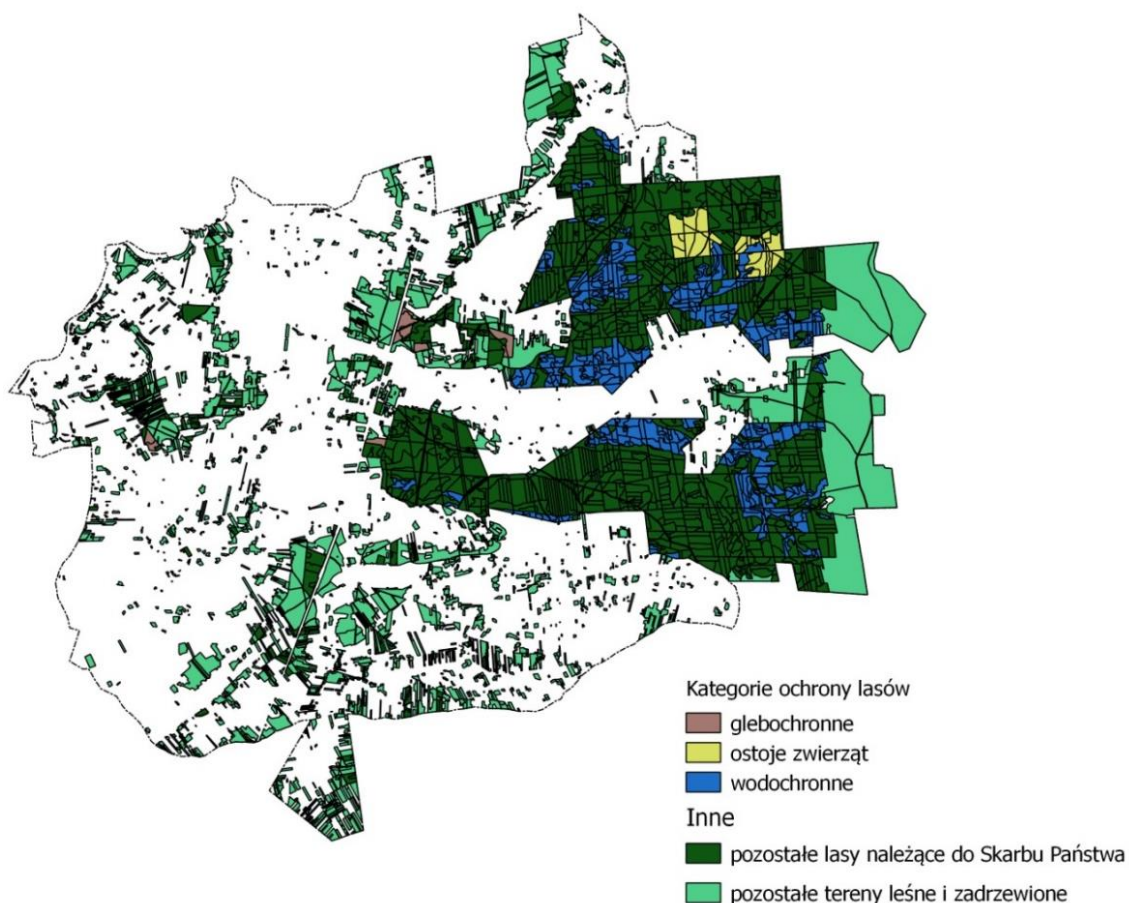 Kategorie ochrony lasów
glebochronne
ostoje zwierząt
wodochronne
Inne
pozostałe lasy należące do Skarbu Państwa
pozostałe tereny leśne i zadrzewione